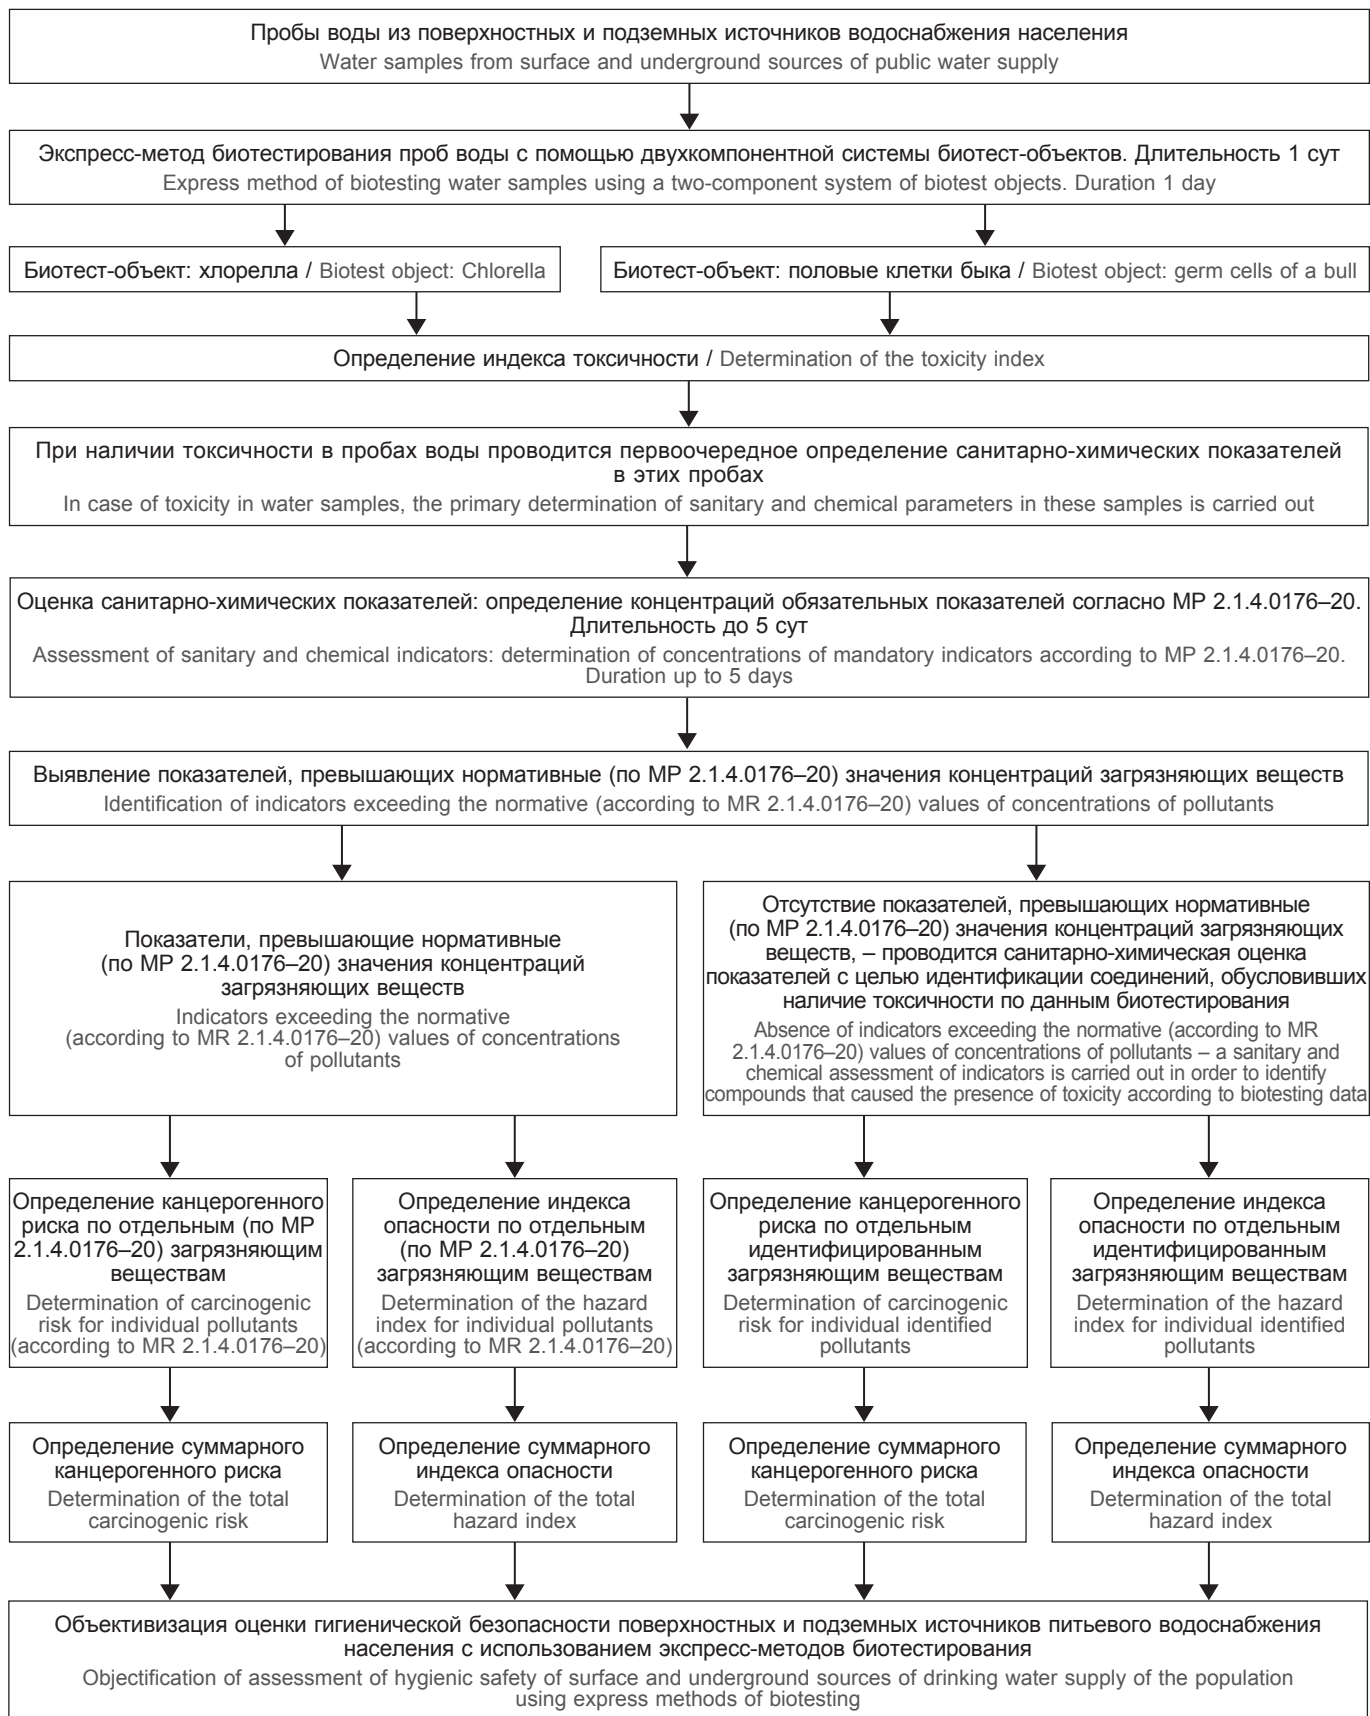 Пробы воды из поверхностных и подземных источников водоснабжения населения
Water samples from surface and underground sources of public water supply
Экспресс-метод биотестирования проб воды с помощью двухкомпонентной системы биотест-объектов. Длительность 1 сут
Express method of biotesting water samples using a two-component system of biotest objects. Duration 1 day
Биотест-объект: хлорелла / Biotest object: Chlorella
Биотест-объект: половые клетки быка / Biotest object: germ cells of a bull
Определение индекса токсичности / Determination of the toxicity index
При наличии токсичности в пробах воды проводится первоочередное определение санитарно-химических показателей
в этих пробах
In case of toxicity in water samples, the primary determination of sanitary and chemical parameters in these samples is carried out
Оценка санитарно-химических показателей: определение концентраций обязательных показателей согласно МР 2.1.4.0176–20.
Длительность до 5 сут
Assessment of sanitary and chemical indicators: determination of concentrations of mandatory indicators according to MP 2.1.4.0176–20.
Duration up to 5 days
Выявление показателей, превышающих нормативные (по МР 2.1.4.0176–20) значения концентраций загрязняющих веществ
Identification of indicators exceeding the normative (according to MR 2.1.4.0176–20) values of concentrations of pollutants
Показатели, превышающие нормативные
(по МР 2.1.4.0176–20) значения концентраций
загрязняющих веществ
Indicators exceeding the normative
(according to MR 2.1.4.0176–20) values of concentrations
of pollutants
Отсутствие показателей, превышающих нормативные
(по МР 2.1.4.0176–20) значения концентраций загрязняющих
веществ, – проводится санитарно-химическая оценка
показателей с целью идентификации соединений, обусловивших
наличие токсичности по данным биотестирования
Absence of indicators exceeding the normative (according to MR
2.1.4.0176–20) values of concentrations of pollutants – a sanitary and
chemical assessment of indicators is carried out in order to identify
compounds that caused the presence of toxicity according to biotesting data
Определение канцерогенного
риска по отдельным (по МР
2.1.4.0176–20) загрязняющим
веществам
Determination of carcinogenic
risk for individual pollutants
(according to MR 2.1.4.0176–20)
Определение индекса
опасности по отдельным
(по МР 2.1.4.0176–20)
загрязняющим веществам
Determination of the hazard
index for individual pollutants
(according to MR 2.1.4.0176–20)
Определение канцерогенного
риска по отдельным
идентифицированным
загрязняющим веществам
Determination of carcinogenic
risk for individual identified
pollutants
Определение индекса
опасности по отдельным
идентифицированным
загрязняющим веществам
Determination of the hazard
index for individual identified
pollutants
Определение суммарного
канцерогенного риска
Determination of the total
carcinogenic risk
Определение суммарного
индекса опасности
Determination of the total
hazard index
Определение суммарного
канцерогенного риска
Determination of the total
carcinogenic risk
Определение суммарного
индекса опасности
Determination of the total
hazard index
Объективизация оценки гигиенической безопасности поверхностных и подземных источников питьевого водоснабжения
населения с использованием экспресс-методов биотестирования
Objectification of assessment of hygienic safety of surface and underground sources of drinking water supply of the population
using express methods of biotesting